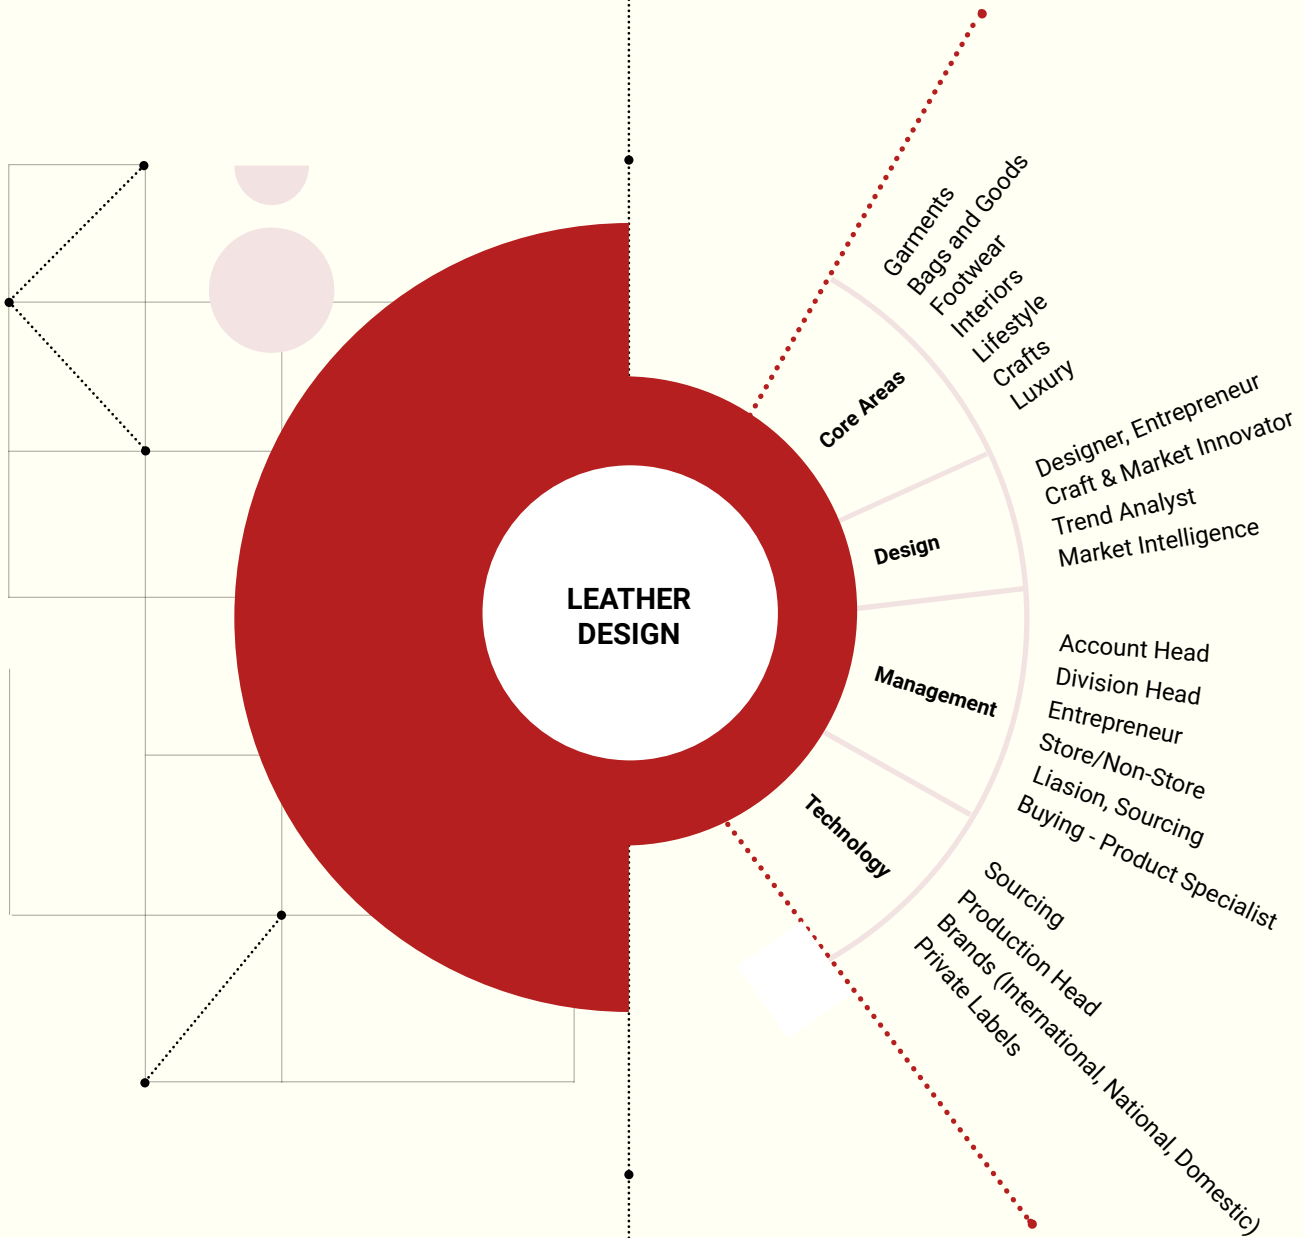 LEATHER
DESIGN
Core Areas
Garments
Bags and Goods
Footwear
Interiors
Lifestyle
Crafts
Luxury
Design
Designer, Entrepreneur
Craft & Market Innovator
Trend Analyst
Market Intelligence
Management
Account Head
Division Head
Entrepreneur
Store/Non-Store
Liasion, Sourcing
Buying - Product Specialist
Technology
Sourcing
Production Head
Brands (International, National, Domestic)
Private Labels